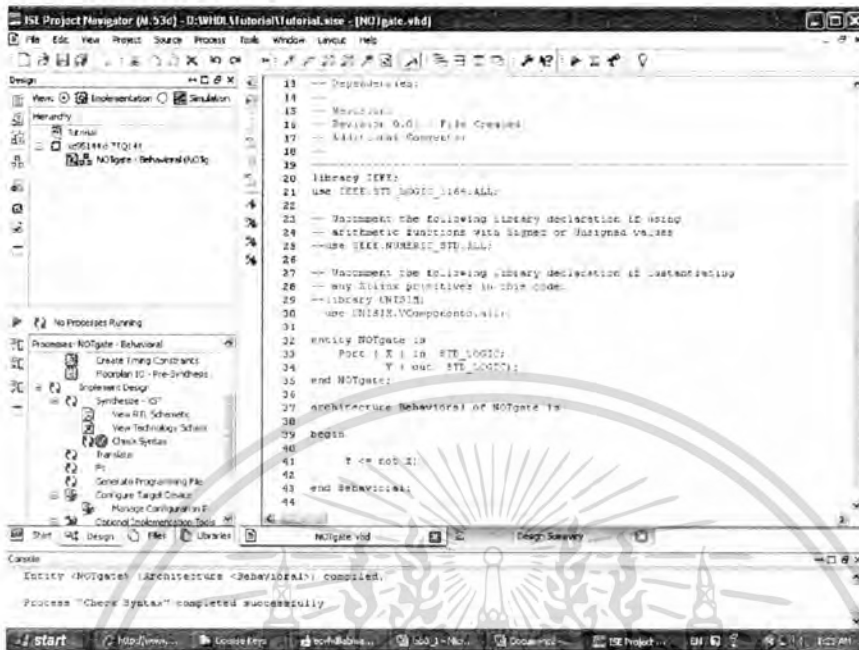 ISE Project Navigator (M.53d) - D:\VHDL\Tutorial\Tutorial.xise - [NOTgate.vhd]
File Edit View Project Source Process Tools Window Layout Help
Design
View: Implementation Simulation
Hierarchy
Tutorial
NOTgate - Behavioral (NOTg
No Processes Running
Processes: NOTgate - Behavioral
Create Timing Constraints
Floorplan IO - Pre-Synthesis
Implement Design
Synthesize - XST
View RTL Schematic
View Technology Schem
Check Syntax
Translate
Fit
Generate Programming File
Configure Target Device
Manage Configuration P
Optional Implementation Tools
Start Design Files Libraries
13 -- Dependencies:
14 --
15 -- Revision:
16 -- Revision 0.01 - File Created
17 -- Additional Comments:
18 --
19
20 library IEEE;
21 use IEEE.STD_LOGIC_1164.ALL;
22
23 -- Uncomment the following library declaration if using
24 -- arithmetic functions with Signed or Unsigned values
25 --use IEEE.NUMERIC_STD.ALL;
26
27 -- Uncomment the following library declaration if instantiating
28 -- any Xilinx primitives in this code.
29 --library UNISIM;
30 use UNISIM.VComponents.all;
31
32 entity NOTgate is
33 Port ( X : in STD_LOGIC;
34 Y : out STD_LOGIC);
35 end NOTgate;
36
37 architecture Behavioral of NOTgate is
38
39 begin
40
41 Y <= not X;
42
43 end Behavioral;
44
NOTgate.vhd Design Summary
Console
Entity <NOTgate> (Architecture <Behavioral>) compiled.
Process "Check Syntax" completed successfully
start License Keys ISE Project ... EN